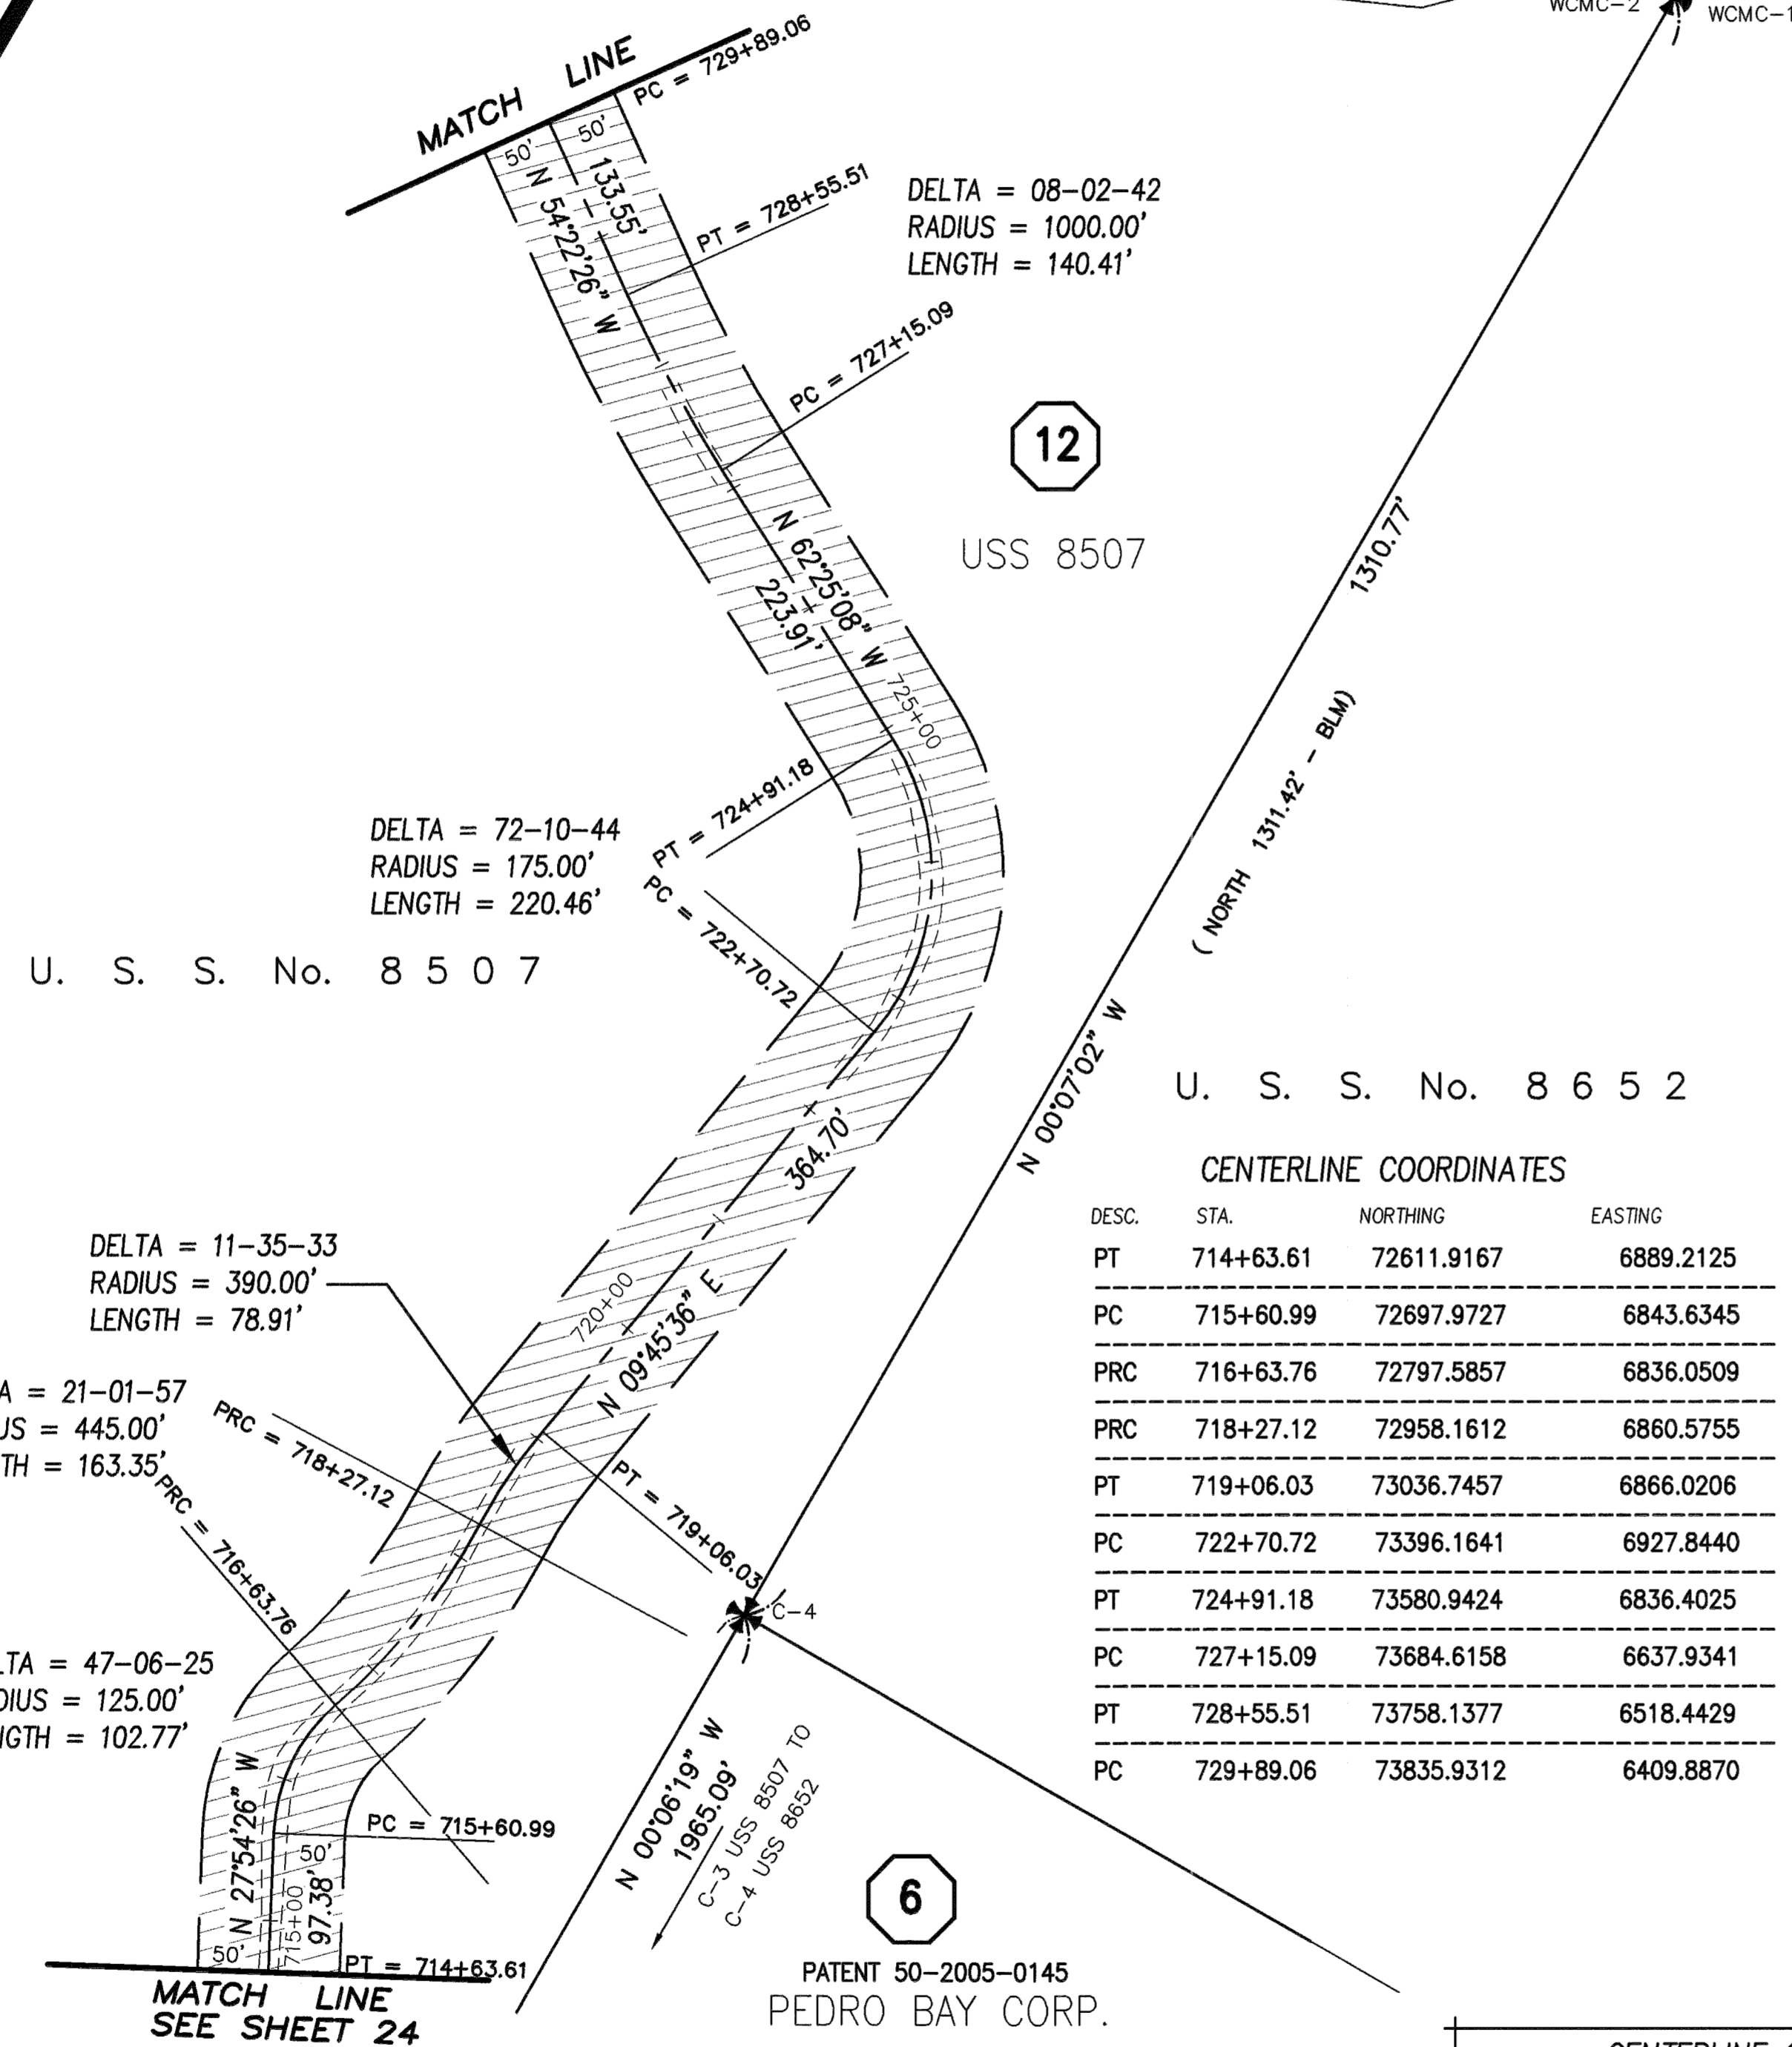 WCMC-2
WCMC-1
MATCH LINE
PC = 729+89.06
50'
50'
133.55'
N 54°22'26" W
PT = 728+55.51
DELTA = 08-02-42
RADIUS = 1000.00'
LENGTH = 140.41'
PC = 727+15.09
12
USS 8507
N 62°25'08" W
223.91'
725+00
1310.77'
( NORTH 1311.42' - BLM)
N 00°07'02" W
PT = 724+91.18
DELTA = 72-10-44
RADIUS = 175.00'
LENGTH = 220.46'
PC = 722+70.72
U. S. S. No. 8507
U. S. S. No. 8652
364.70'
N 09°45'36" E
720+00
DELTA = 11-35-33
RADIUS = 390.00'
LENGTH = 78.91'
A = 21-01-57
US = 445.00'
TH = 163.35'
PRC = 718+27.12
PT = 719+06.03
PRC = 716+63.76
C-4
LTA = 47-06-25
DIUS = 125.00'
NGTH = 102.77'
CENTERLINE COORDINATES
DESC. STA. NORTHING EASTING
PT 714+63.61 72611.9167 6889.2125
PC 715+60.99 72697.9727 6843.6345
PRC 716+63.76 72797.5857 6836.0509
PRC 718+27.12 72958.1612 6860.5755
PT 719+06.03 73036.7457 6866.0206
PC 722+70.72 73396.1641 6927.8440
PT 724+91.18 73580.9424 6836.4025
PC 727+15.09 73684.6158 6637.9341
PT 728+55.51 73758.1377 6518.4429
PC 729+89.06 73835.9312 6409.8870
N 27°54'26" W
PC = 715+60.99
50'
97.38'
715+00
50'
PT = 714+63.61
MATCH LINE
SEE SHEET 24
N 00°06'19" W
1965.09'
C-3 USS 8507 TO
C-4 USS 8652
6
PATENT 50-2005-0145
PEDRO BAY CORP.